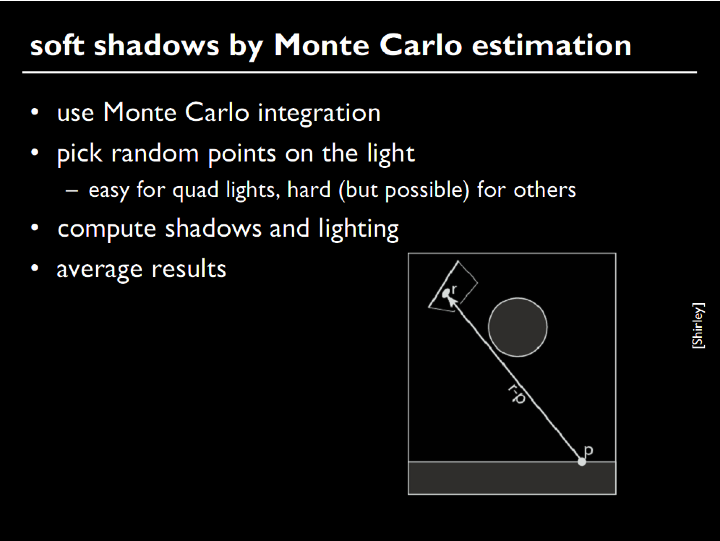 soft shadows by Monte Carlo estimation
• use Monte Carlo integration
• pick random points on the light
– easy for quad lights, hard (but possible) for others
• compute shadows and lighting
• average results
r
r-p
p
[Shirley]